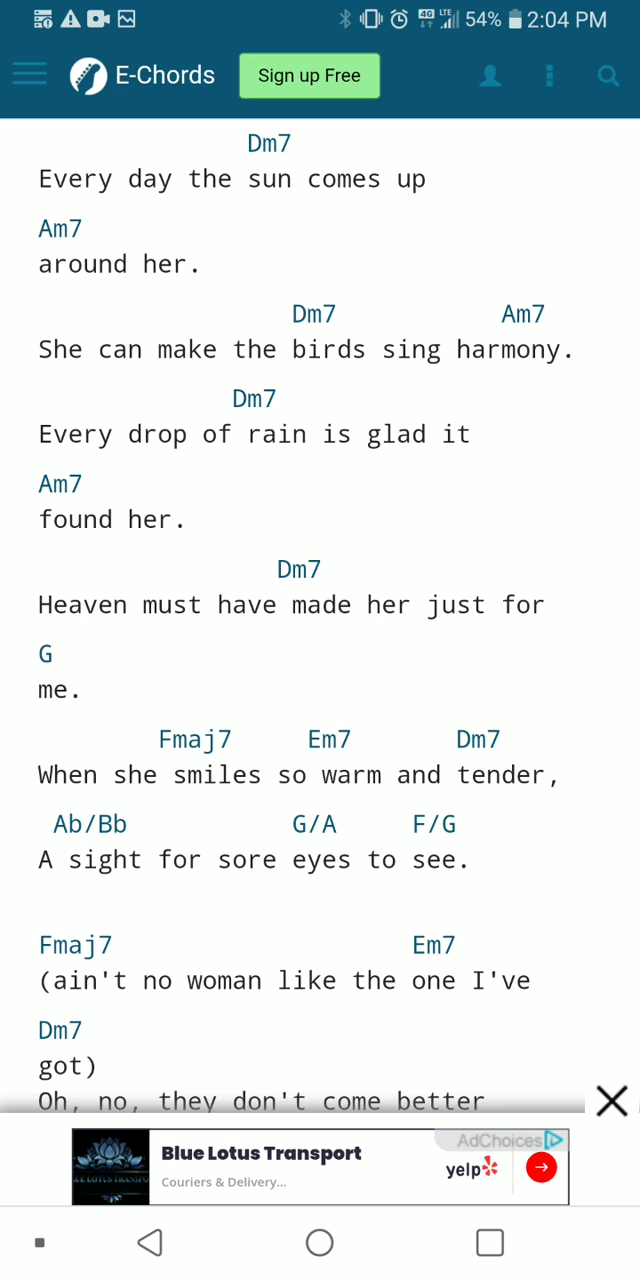 4G LTE 54% 2:04 PM
E-Chords Sign up Free
Dm7
Every day the sun comes up
Am7
around her.
Dm7 Am7
She can make the birds sing harmony.
Dm7
Every drop of rain is glad it
Am7
found her.
Dm7
Heaven must have made her just for
G
me.
Fmaj7 Em7 Dm7
When she smiles so warm and tender,
Ab/Bb G/A F/G
A sight for sore eyes to see.
Fmaj7 Em7
(ain't no woman like the one I've
Dm7
got)
Oh, no, they don't come better
AdChoices
Blue Lotus Transport
yelp
Couriers & Delivery...